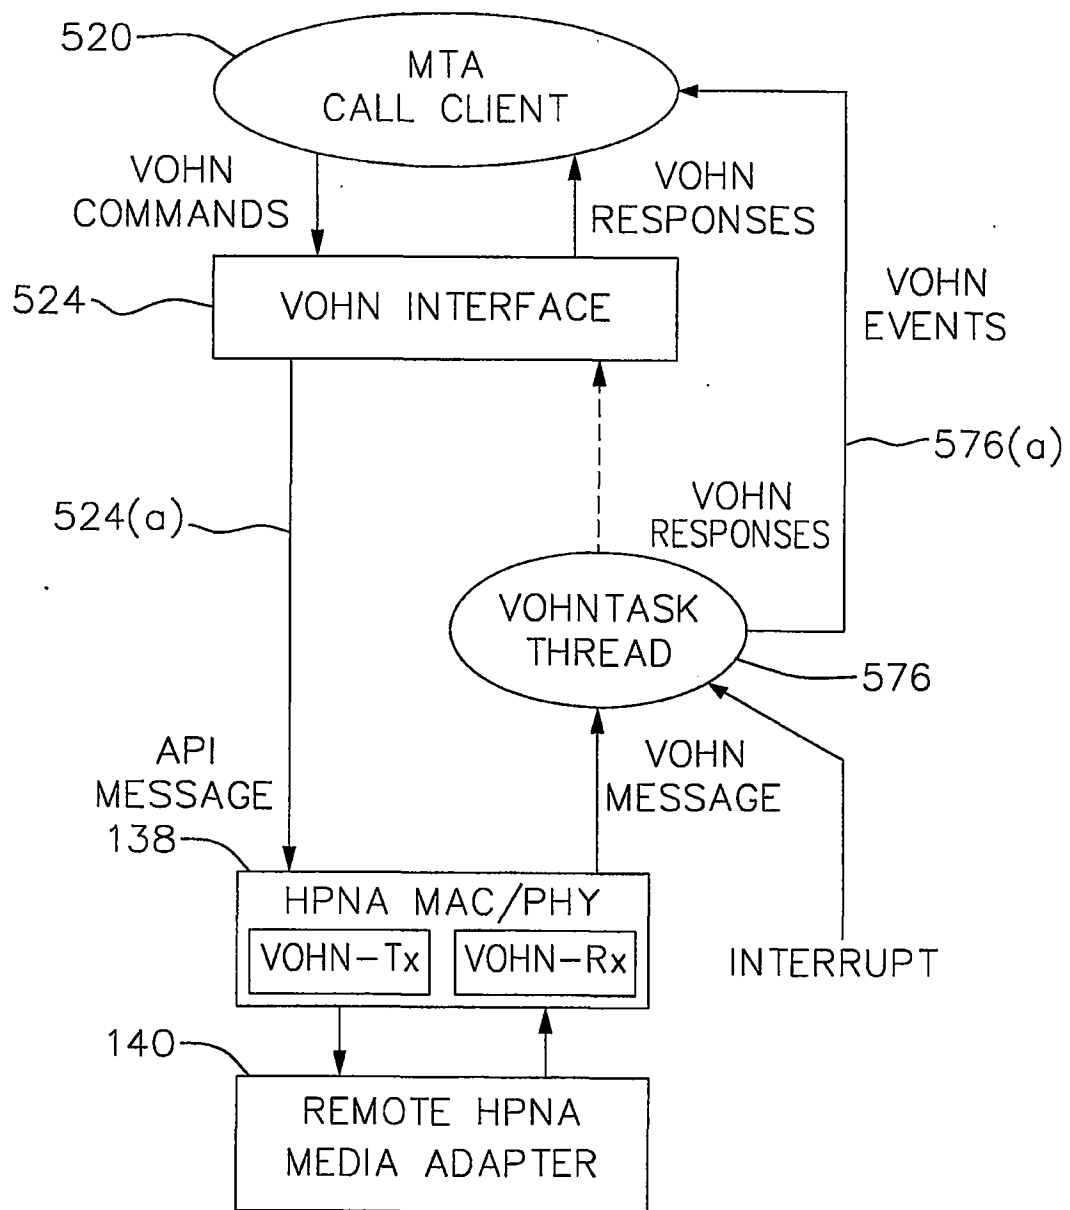 520
MTA
CALL CLIENT
VOHN
COMMANDS
VOHN
RESPONSES
524
VOHN INTERFACE
VOHN
EVENTS
576(a)
524(a)
VOHN
RESPONSES
VOHNTASK
THREAD
576
API
MESSAGE
VOHN
MESSAGE
138
HPNA MAC/PHY
VOHN-Tx
VOHN-Rx
INTERRUPT
140
REMOTE HPNA
MEDIA ADAPTER